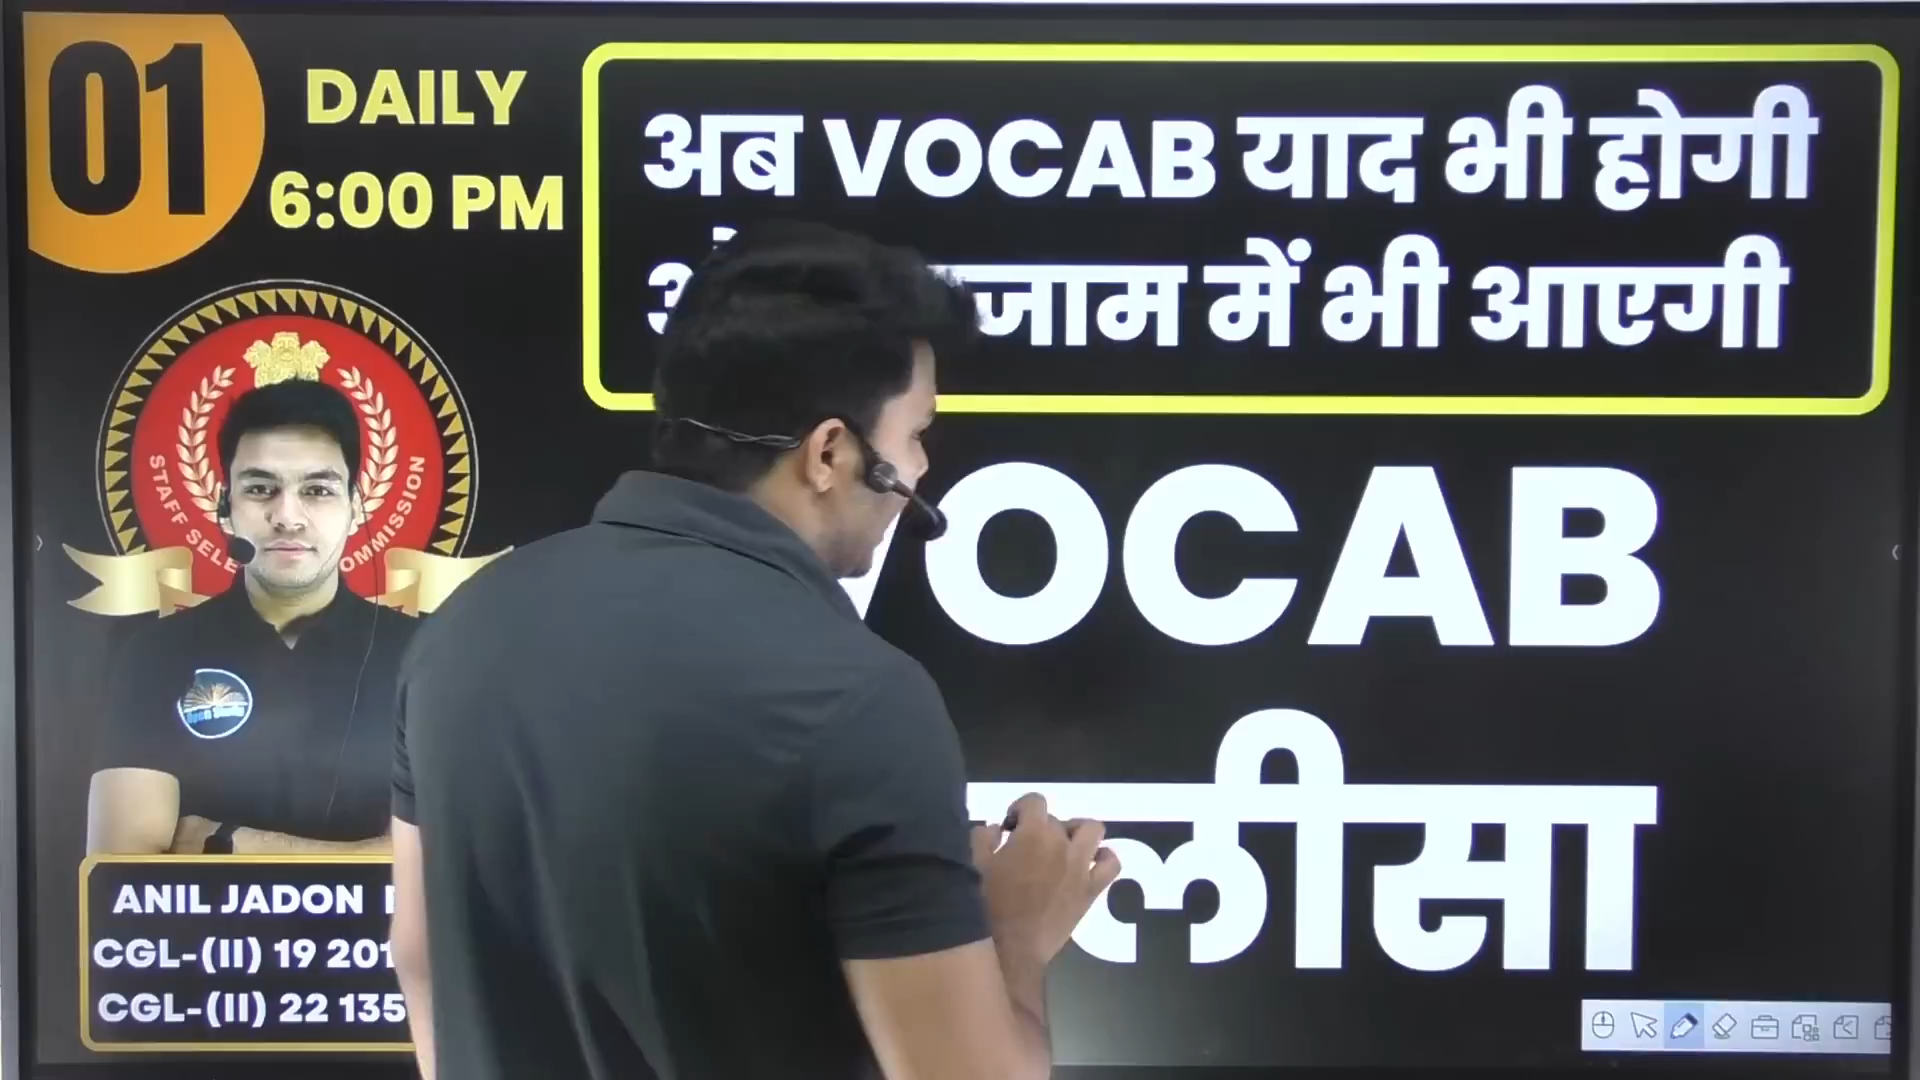 01
DAILY
6:00 PM
अब VOCAB याद भी होगी
में भी आएगी
VOCAB
STAFF SELE OMMISSION
ANIL JADON
CGL-(II) 19 201
CGL-(II) 22 135